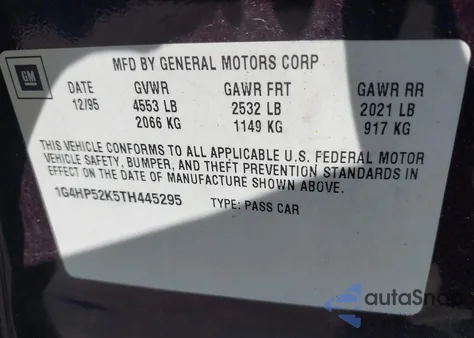 GM
MFD BY GENERAL MOTORS CORP
DATE GVWR GAWR FRT GAWR RR
12/95 4553 LB 2532 LB 2021 LB
2066 KG 1149 KG 917 KG
THIS VEHICLE CONFORMS TO ALL APPLICABLE U.S. FEDERAL MOTOR
VEHICLE SAFETY, BUMPER, AND THEFT PREVENTION STANDARDS IN
EFFECT ON THE DATE OF MANUFACTURE SHOWN ABOVE.
1G4HP52K5TH445295 TYPE: PASS CAR
autaSnap